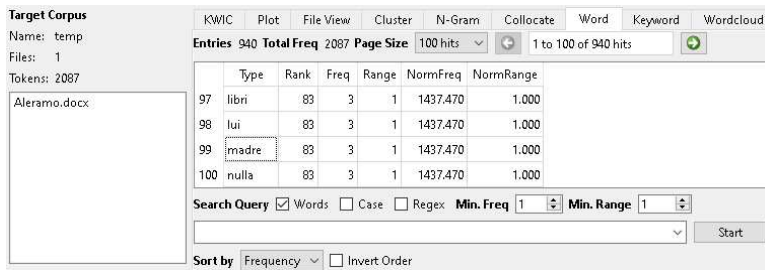 Target Corpus
Name: temp
Files: 1
Tokens: 2087
Aleramo.docx
KWIC Plot File View Cluster N-Gram Collocate Word Keyword Wordcloud
Entries 940 Total Freq 2087 Page Size 100 hits 1 to 100 of 940 hits
Type Rank Freq Range NormFreq NormRange
97 libri 83 3 1 1437.470 1.000
98 lui 83 3 1 1437.470 1.000
99 madre 83 3 1 1437.470 1.000
100 nulla 83 3 1 1437.470 1.000
Search Query Words Case Regex Min. Freq 1 Min. Range 1
Start
Sort by Frequency Invert Order